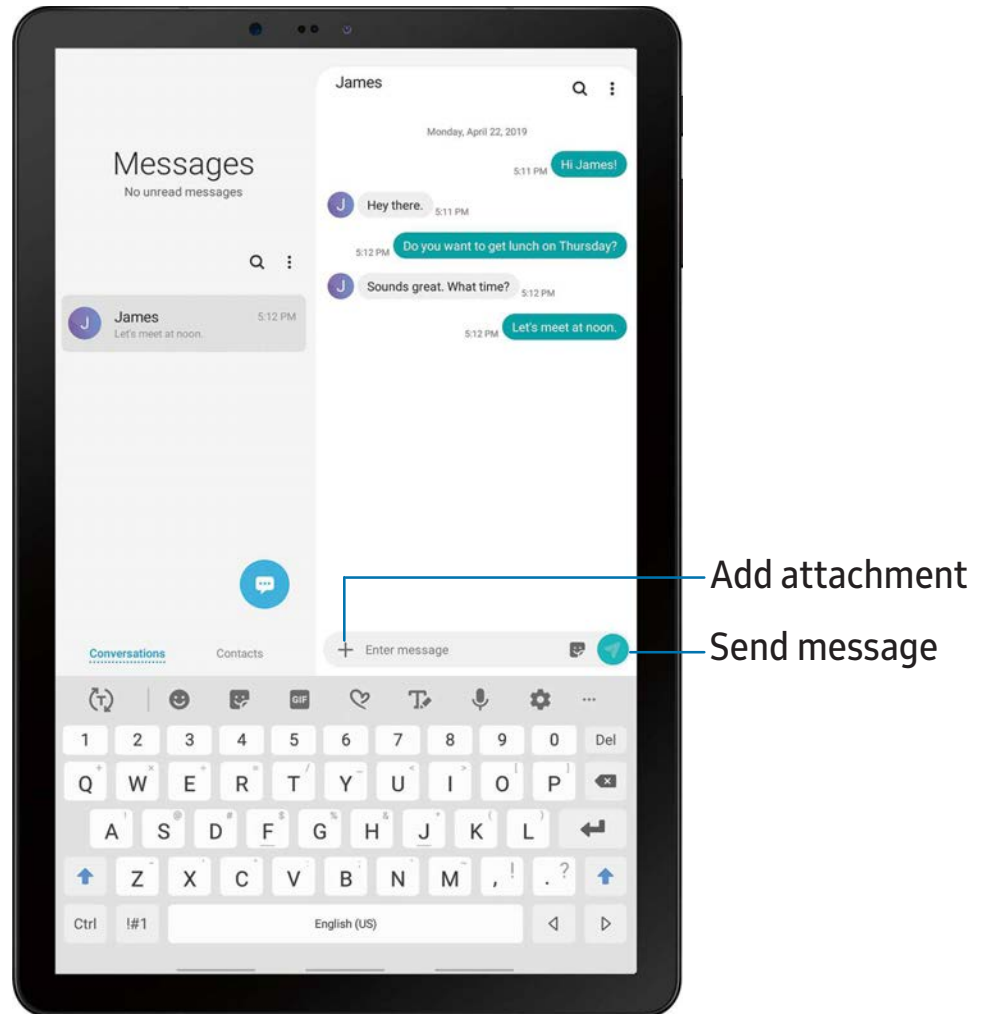 James
Monday, April 22, 2019
Messages
No unread messages
5:11 PM Hi James!
J Hey there. 5:11 PM
5:12 PM Do you want to get lunch on Thursday?
J Sounds great. What time? 5:12 PM
5:12 PM Let's meet at noon.
J James 5:12 PM
Let's meet at noon.
Add attachment
Conversations Contacts
Enter message
Send message
T GIF T
1 2 3 4 5 6 7 8 9 0 Del
Q + W × E ÷ R = T / Y _ U < I > O [ P ]
A ! S @ D # F $ G % H & J * K ( L )
Z - X ' C " V : B ; N ` M ~ , ! . ?
Ctrl !#1 English (US)